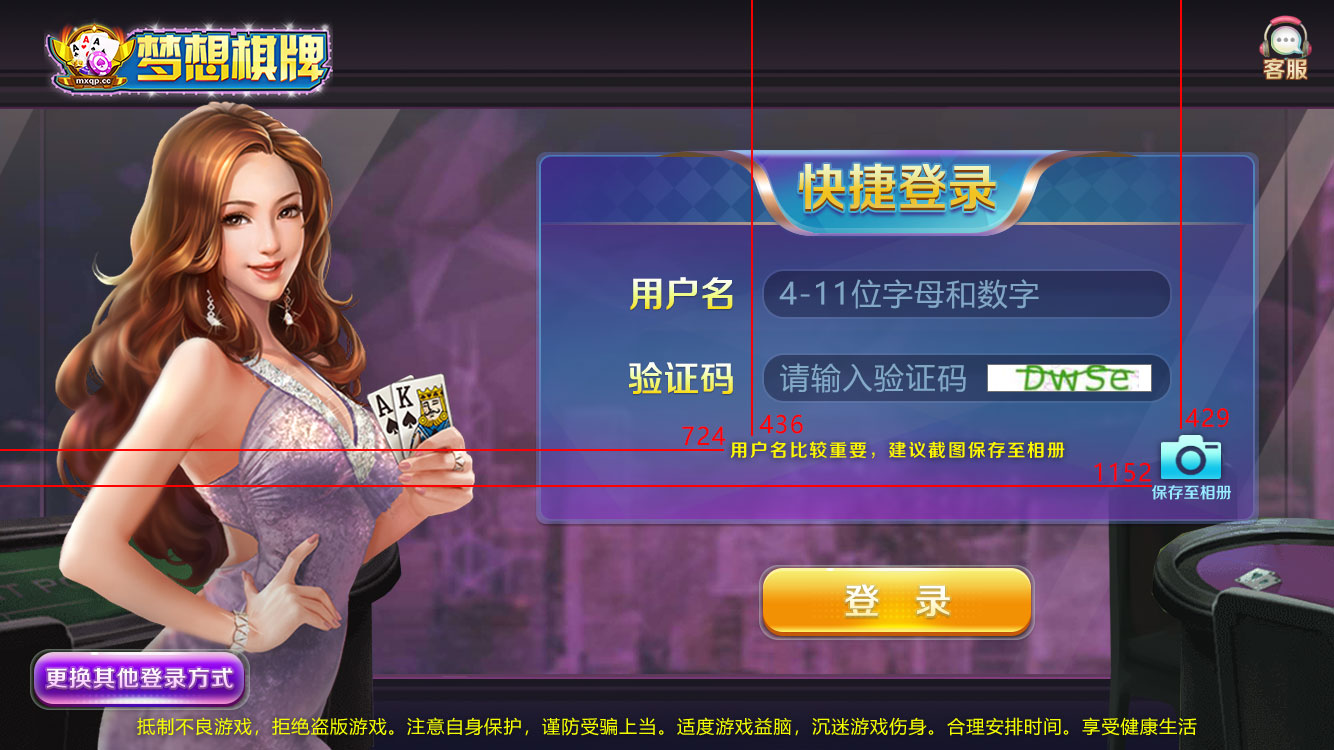 梦想棋牌
mxqp.cc
客服
快捷登录
用户名 4-11位字母和数字
验证码 请输入验证码 DwSe
436
429
724
用户名比较重要，建议截图保存至相册
1152
保存至相册
A K
登 录
更换其他登录方式
抵制不良游戏，拒绝盗版游戏。注意自身保护，谨防受骗上当。适度游戏益脑，沉迷游戏伤身。合理安排时间。享受健康生活